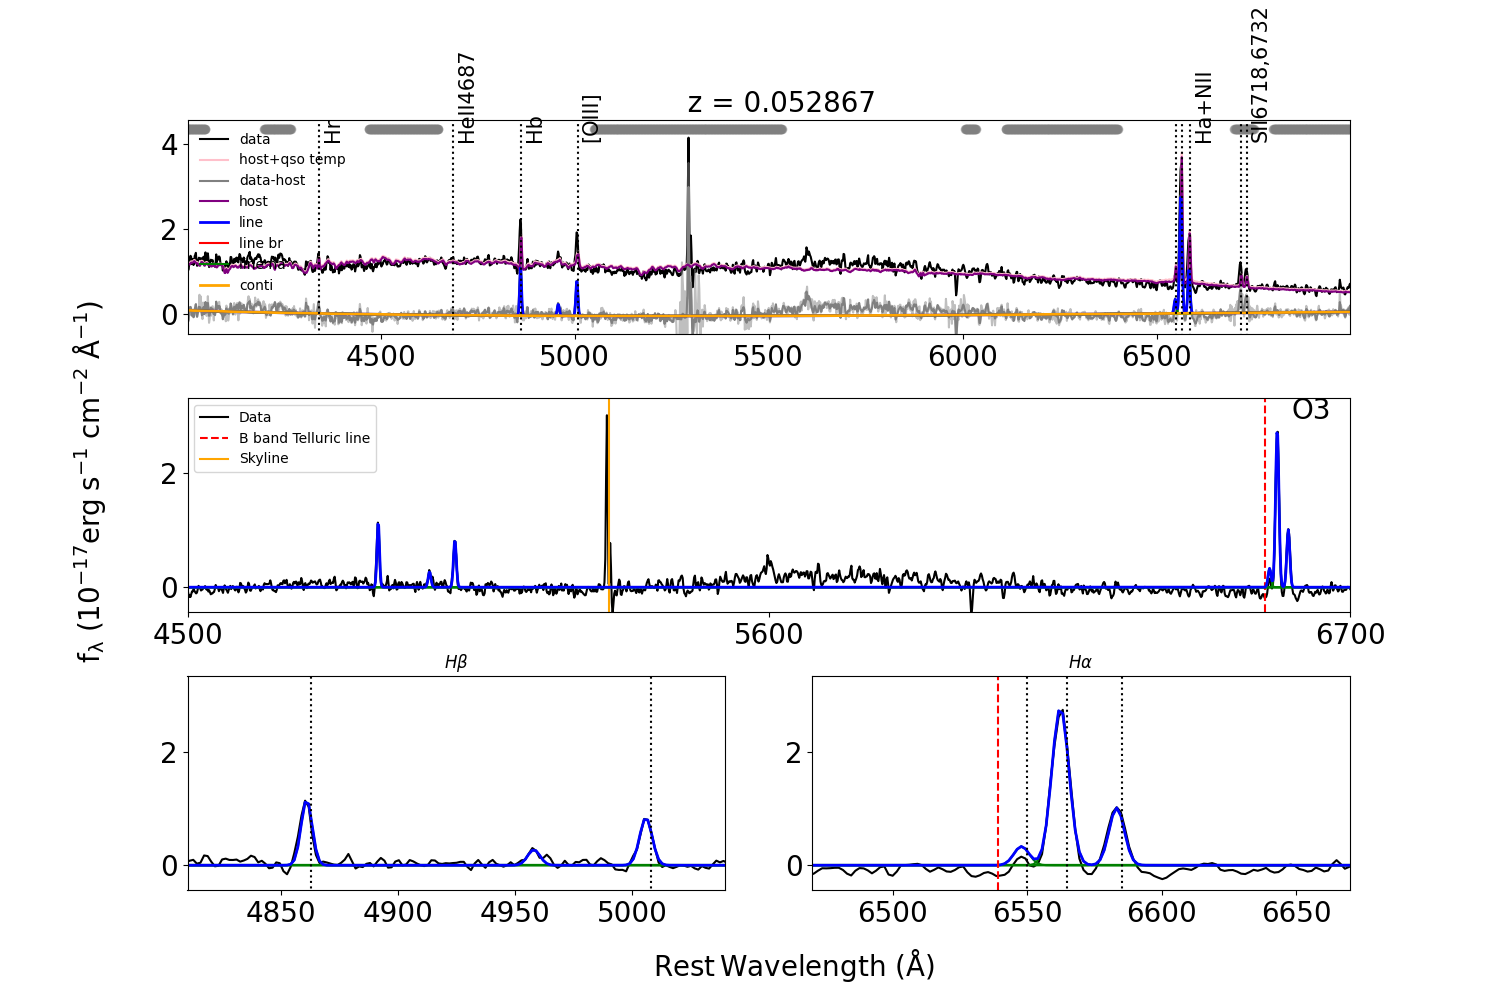 z = 0.052867
Hr
HeII4687
Hb
[OIII]
Ha+NII
SII6718,6732
data
host+qso temp
data-host
host
line
line br
conti
4
2
0
4500
5000
5500
6000
6500
f_λ (10^−17 erg s^−1 cm^−2 Å^−1)
Data
B band Telluric line
Skyline
O3
2
0
4500
5600
6700
Hβ
2
0
4850
4900
4950
5000
Hα
2
0
6500
6550
6600
6650
Rest Wavelength (Å)